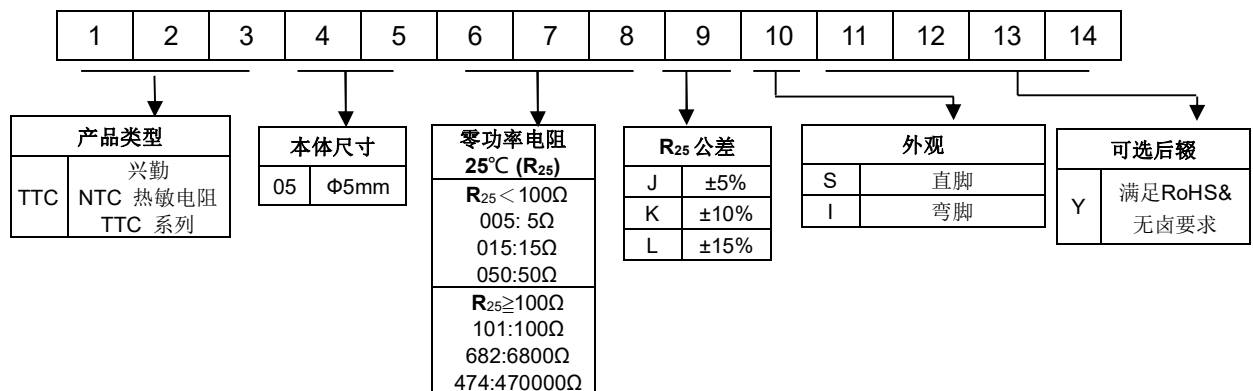 1 2 3 4 5 6 7 8 9 10 11 12 13 14
产品类型
TTC
兴勤
NTC 热敏电阻
TTC 系列
本体尺寸
05 Φ5mm
零功率电阻
25℃ (R25)
R25<100Ω
005: 5Ω
015:15Ω
050:50Ω
R25≧100Ω
101:100Ω
682:6800Ω
474:470000Ω
R25 公差
J ±5%
K ±10%
L ±15%
外观
S 直脚
I 弯脚
可选后辍
Y
满足RoHS&
无卤要求